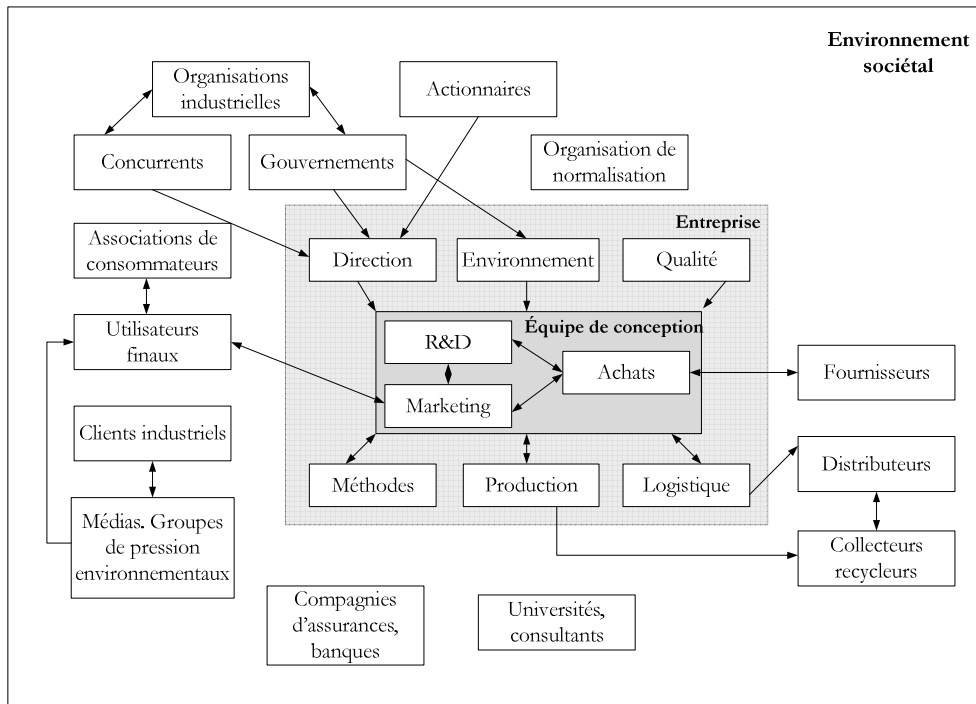 Environnement
sociétal
Organisations
industrielles
Actionnaires
Concurrents
Gouvernements
Organisation de
normalisation
Entreprise
Associations de
consommateurs
Direction
Environnement
Qualité
Utilisateurs
finaux
Équipe de conception
R&D
Achats
Marketing
Fournisseurs
Clients industriels
Méthodes
Production
Logistique
Distributeurs
Médias. Groupes
de pression
environnementaux
Collecteurs
recycleurs
Compagnies
d'assurances,
banques
Universités,
consultants